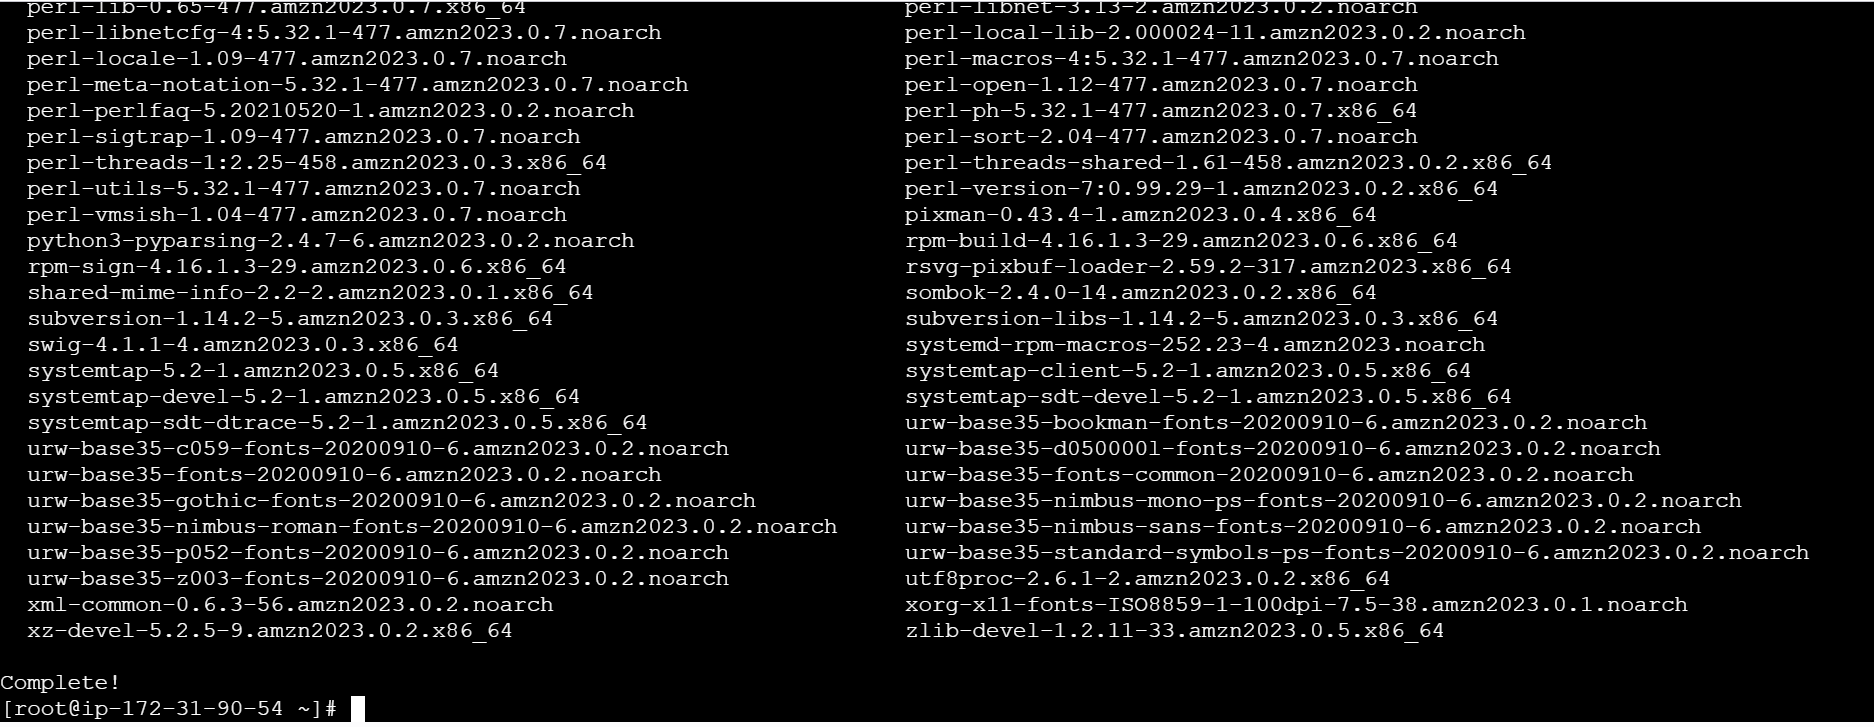 perl-lib-0.65-477.amzn2023.0.7.x86_64 perl-libnet-3.13-2.amzn2023.0.2.noarch
perl-libnetcfg-4:5.32.1-477.amzn2023.0.7.noarch perl-local-lib-2.000024-11.amzn2023.0.2.noarch
perl-locale-1.09-477.amzn2023.0.7.noarch perl-macros-4:5.32.1-477.amzn2023.0.7.noarch
perl-meta-notation-5.32.1-477.amzn2023.0.7.noarch perl-open-1.12-477.amzn2023.0.7.noarch
perl-perlfaq-5.20210520-1.amzn2023.0.2.noarch perl-ph-5.32.1-477.amzn2023.0.7.x86_64
perl-sigtrap-1.09-477.amzn2023.0.7.noarch perl-sort-2.04-477.amzn2023.0.7.noarch
perl-threads-1:2.25-458.amzn2023.0.3.x86_64 perl-threads-shared-1.61-458.amzn2023.0.2.x86_64
perl-utils-5.32.1-477.amzn2023.0.7.noarch perl-version-7:0.99.29-1.amzn2023.0.2.x86_64
perl-vmsish-1.04-477.amzn2023.0.7.noarch pixman-0.43.4-1.amzn2023.0.4.x86_64
python3-pyparsing-2.4.7-6.amzn2023.0.2.noarch rpm-build-4.16.1.3-29.amzn2023.0.6.x86_64
rpm-sign-4.16.1.3-29.amzn2023.0.6.x86_64 rsvg-pixbuf-loader-2.59.2-317.amzn2023.x86_64
shared-mime-info-2.2-2.amzn2023.0.1.x86_64 sombok-2.4.0-14.amzn2023.0.2.x86_64
subversion-1.14.2-5.amzn2023.0.3.x86_64 subversion-libs-1.14.2-5.amzn2023.0.3.x86_64
swig-4.1.1-4.amzn2023.0.3.x86_64 systemd-rpm-macros-252.23-4.amzn2023.noarch
systemtap-5.2-1.amzn2023.0.5.x86_64 systemtap-client-5.2-1.amzn2023.0.5.x86_64
systemtap-devel-5.2-1.amzn2023.0.5.x86_64 systemtap-sdt-devel-5.2-1.amzn2023.0.5.x86_64
systemtap-sdt-dtrace-5.2-1.amzn2023.0.5.x86_64 urw-base35-bookman-fonts-20200910-6.amzn2023.0.2.noarch
urw-base35-c059-fonts-20200910-6.amzn2023.0.2.noarch urw-base35-d050000l-fonts-20200910-6.amzn2023.0.2.noarch
urw-base35-fonts-20200910-6.amzn2023.0.2.noarch urw-base35-fonts-common-20200910-6.amzn2023.0.2.noarch
urw-base35-gothic-fonts-20200910-6.amzn2023.0.2.noarch urw-base35-nimbus-mono-ps-fonts-20200910-6.amzn2023.0.2.noarch
urw-base35-nimbus-roman-fonts-20200910-6.amzn2023.0.2.noarch urw-base35-nimbus-sans-fonts-20200910-6.amzn2023.0.2.noarch
urw-base35-p052-fonts-20200910-6.amzn2023.0.2.noarch urw-base35-standard-symbols-ps-fonts-20200910-6.amzn2023.0.2.noarch
urw-base35-z003-fonts-20200910-6.amzn2023.0.2.noarch utf8proc-2.6.1-2.amzn2023.0.2.x86_64
xml-common-0.6.3-56.amzn2023.0.2.noarch xorg-x11-fonts-ISO8859-1-100dpi-7.5-38.amzn2023.0.1.noarch
xz-devel-5.2.5-9.amzn2023.0.2.x86_64 zlib-devel-1.2.11-33.amzn2023.0.5.x86_64
Complete!
[root@ip-172-31-90-54 ~]#